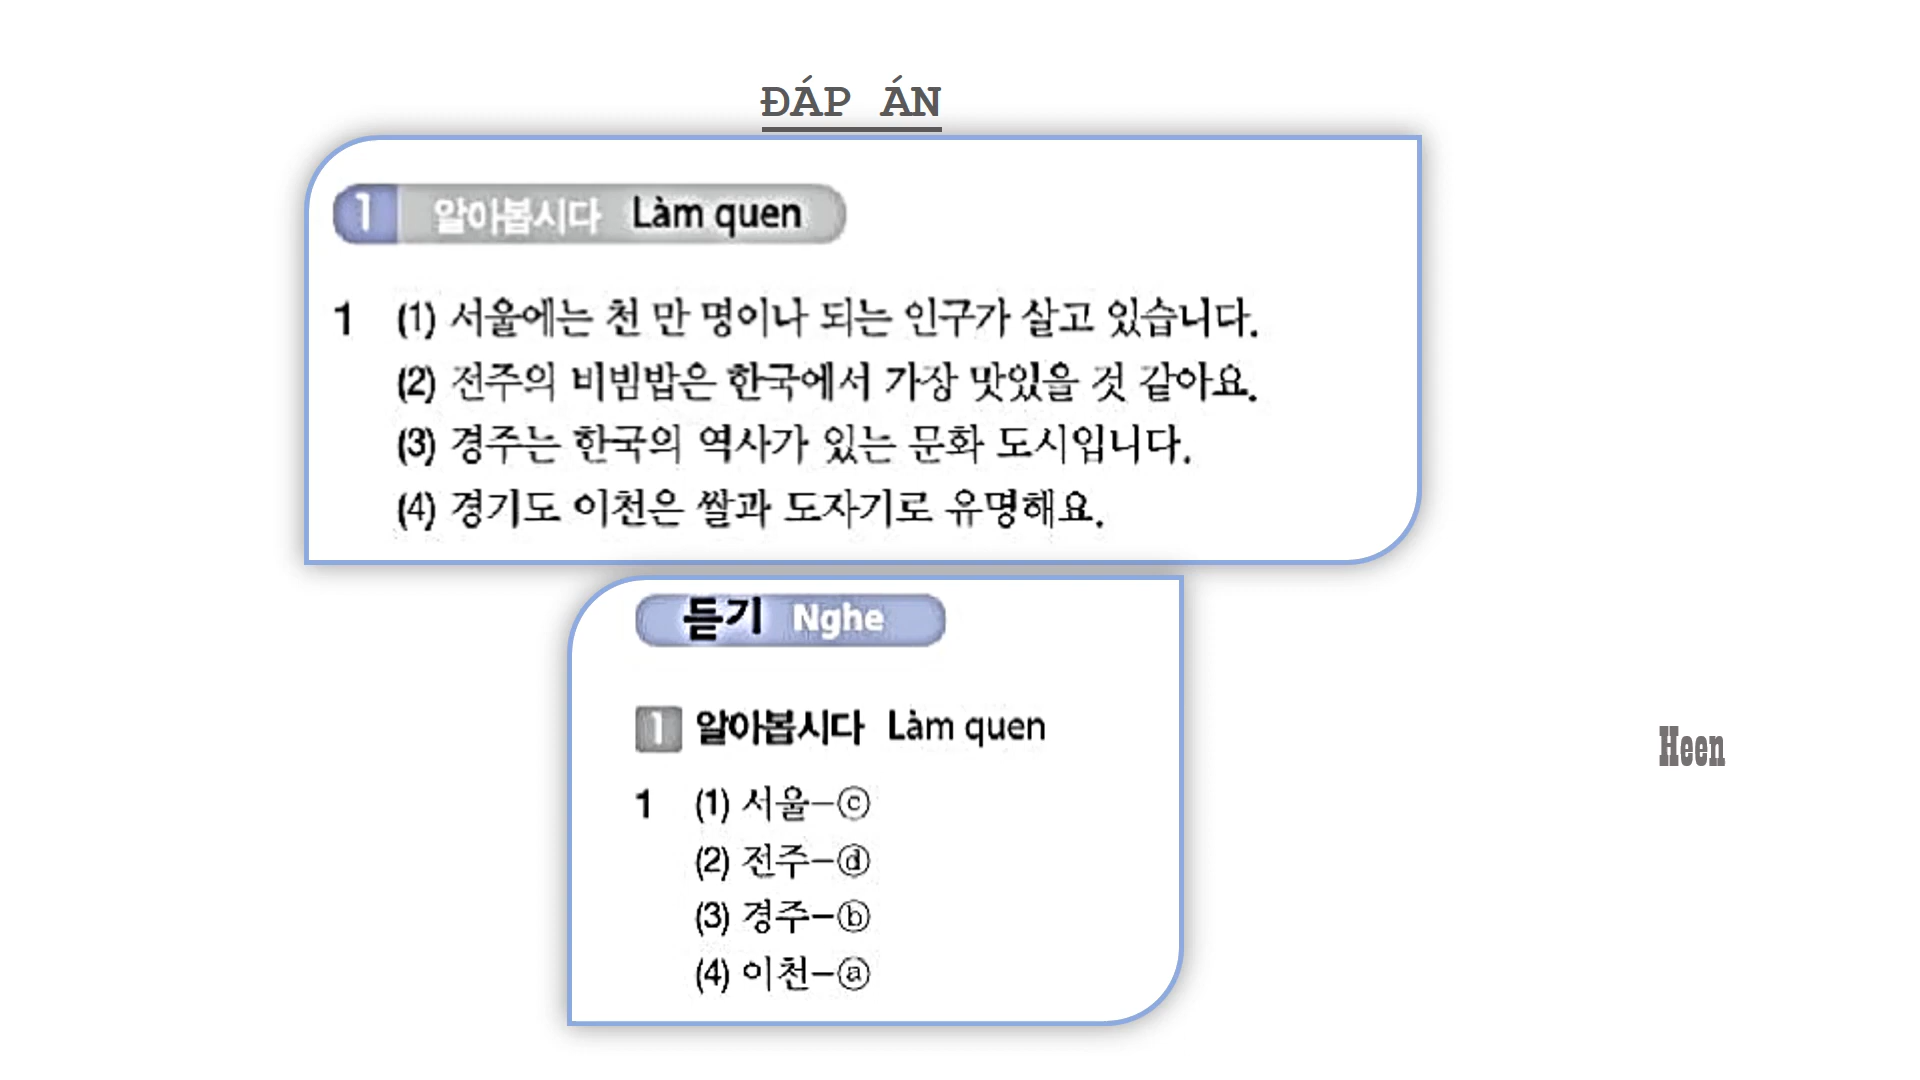 ĐÁP ÁN
1 알아봅시다 Làm quen
1 (1) 서울에는 천 만 명이나 되는 인구가 살고 있습니다.
(2) 전주의 비빔밥은 한국에서 가장 맛있을 것 같아요.
(3) 경주는 한국의 역사가 있는 문화 도시입니다.
(4) 경기도 이천은 쌀과 도자기로 유명해요.
듣기 Nghe
1 알아봅시다 Làm quen
1 (1) 서울–ⓒ
(2) 전주–ⓓ
(3) 경주–ⓑ
(4) 이천–ⓐ
Heen